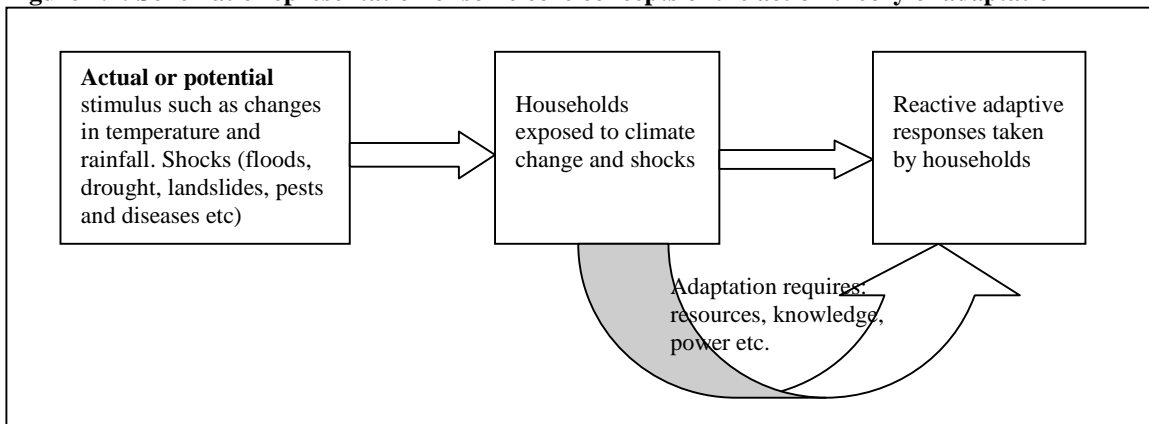 Actual or potential
stimulus such as changes
in temperature and
rainfall. Shocks (floods,
drought, landslides, pests
and diseases etc)
Households
exposed to climate
change and shocks
Reactive adaptive
responses taken
by households
Adaptation requires:
resources, knowledge,
power etc.